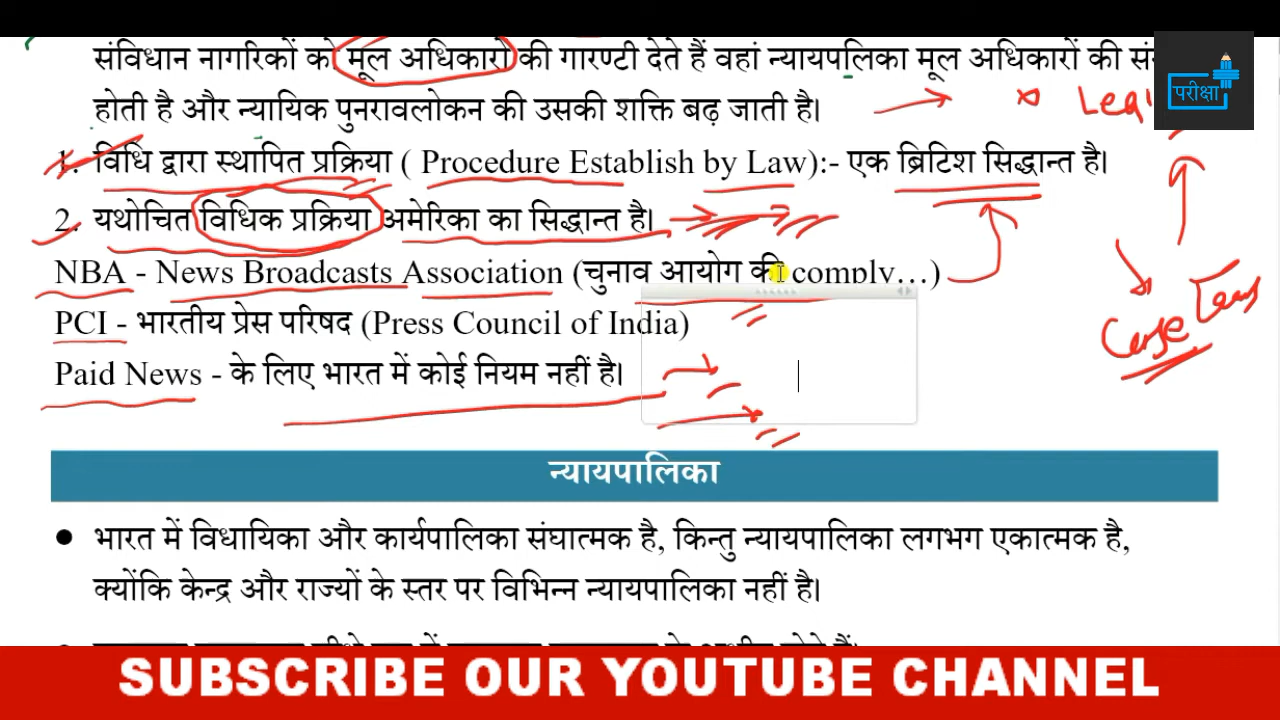 संविधान नागरिकों को मूल अधिकारों की गारण्टी देते हैं वहां न्यायपालिका मूल अधिकारों की
होती है और न्यायिक पुनरावलोकन की उसकी शक्ति बढ़ जाती है।
परीक्षा
1. विधि द्वारा स्थापित प्रक्रिया ( Procedure Establish by Law):- एक ब्रिटिश सिद्धान्त है।
2. यथोचित विधिक प्रक्रिया अमेरिका का सिद्धान्त है।
NBA - News Broadcasts Association (चुनाव आयोग की comply…)
PCI - भारतीय प्रेस परिषद (Press Council of India)
Paid News - के लिए भारत में कोई नियम नहीं है।
न्यायपालिका
● भारत में विधायिका और कार्यपालिका संघात्मक है, किन्तु न्यायपालिका लगभग एकात्मक है,
क्योंकि केन्द्र और राज्यों के स्तर पर विभिन्न न्यायपालिका नहीं है।
SUBSCRIBE OUR YOUTUBE CHANNEL